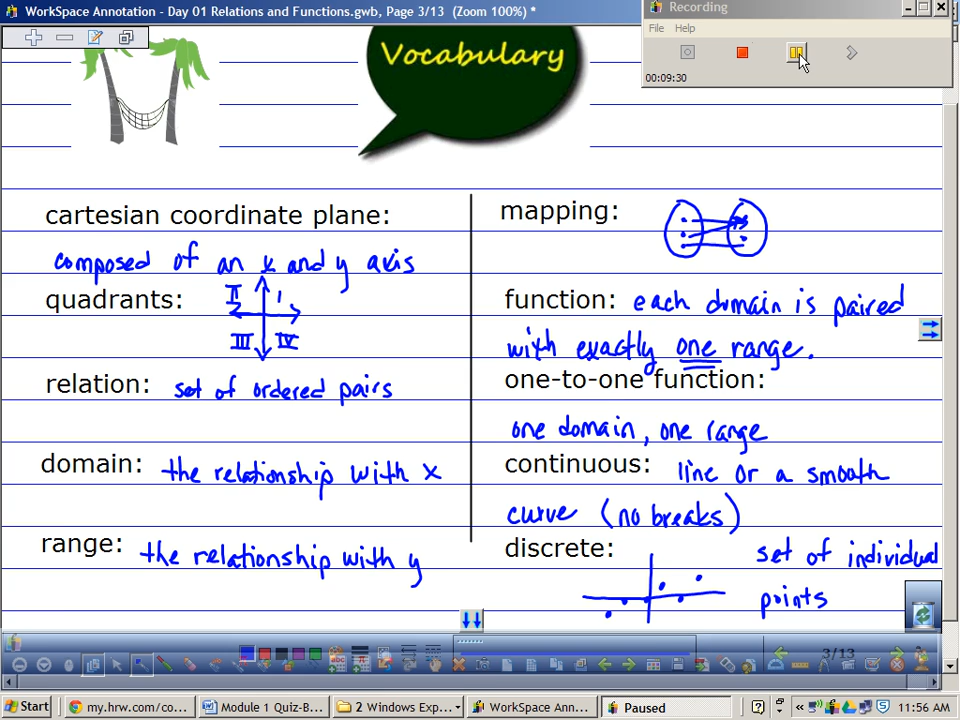 WorkSpace Annotation - Day 01 Relations and Functions.gwb, Page 3/13 (Zoom 100%) *
Recording
File Help
00:09:30
Vocabulary
cartesian coordinate plane:
composed of an x and y axis
quadrants:
II I
III IV
relation: set of ordered pairs
domain: the relationship with x
range: the relationship with y
mapping:
function: each domain is paired
with exactly one range.
one-to-one function:
one domain, one range
continuous: line or a smooth
curve (no breaks)
discrete: set of individual
points
3/13
Start
my.hrw.com/co...
Module 1 Quiz-B...
2 Windows Exp...
WorkSpace Ann...
Paused
11:56 AM